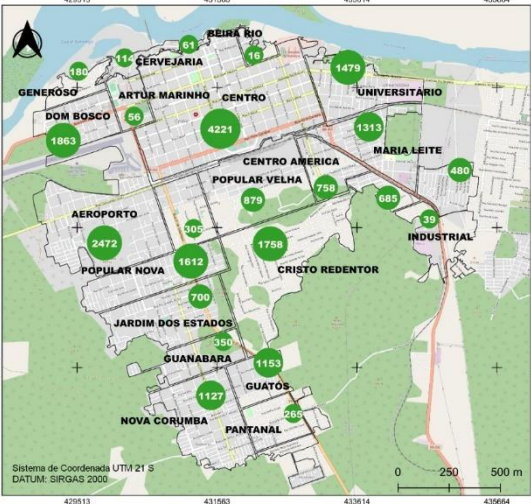 429513 431563 433614 435664
BEIRA RIO
61
16
114
CERVEJARIA
180
1479
GENEROSO
ARTUR MARINHO
CENTRO
UNIVERSITÁRIO
DOM BOSCO
56
4221
1313
1863
MARIA LEITE
CENTRO AMERICA
480
POPULAR VELHA
758
879
685
AEROPORTO
39
305
INDUSTRIAL
2472
1758
1612
POPULAR NOVA
CRISTO REDENTOR
700
JARDIM DOS ESTADOS
350
GUANABARA
1153
GUATÓS
1127
265
NOVA CORUMBA
PANTANAL
Sistema de Coordenada UTM 21 S
DATUM: SIRGAS 2000
0 250 500 m
429513 431563 433614 435664